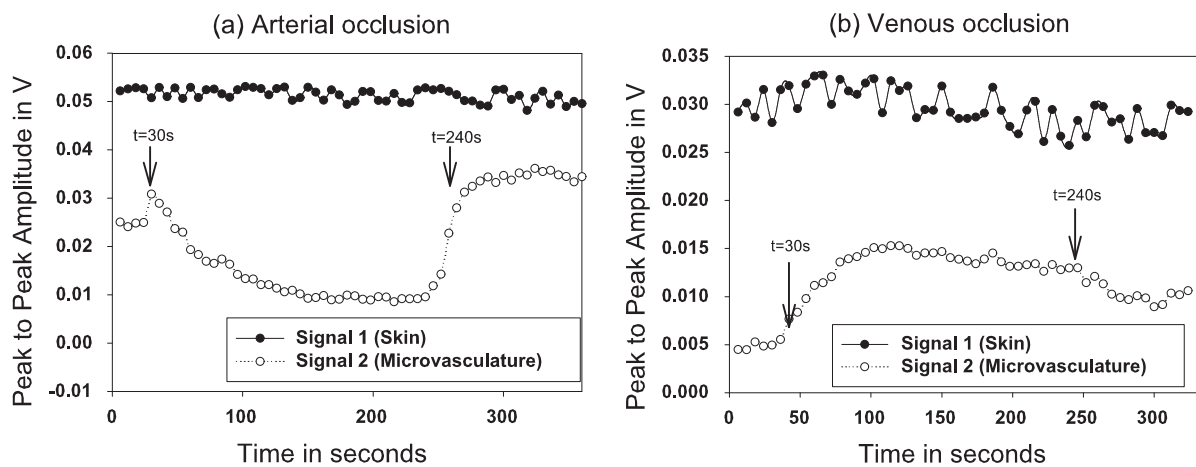 (a) Arterial occlusion
Peak to Peak Amplitude in V
0.06
0.05
0.04
0.03
0.02
0.01
0.00
-0.01
t=30s
t=240s
Signal 1 (Skin)
Signal 2 (Microvasculature)
0
100
200
300
Time in seconds
(b) Venous occlusion
Peak to Peak Amplitude in V
0.035
0.030
0.025
0.020
0.015
0.010
0.005
0.000
t=30s
t=240s
Signal 1 (Skin)
Signal 2 (Microvasculature)
0
50
100
150
200
250
300
Time in seconds